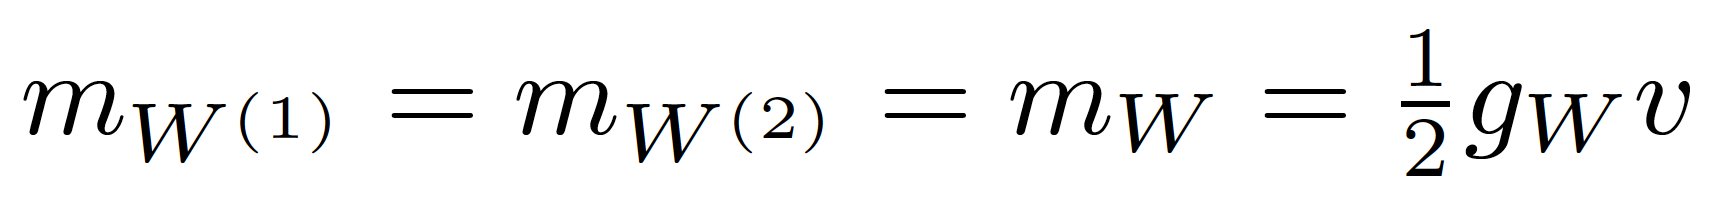 $m_{W^{(1)}} = m_{W^{(2)}} = m_W = \frac{1}{2} g_W v$